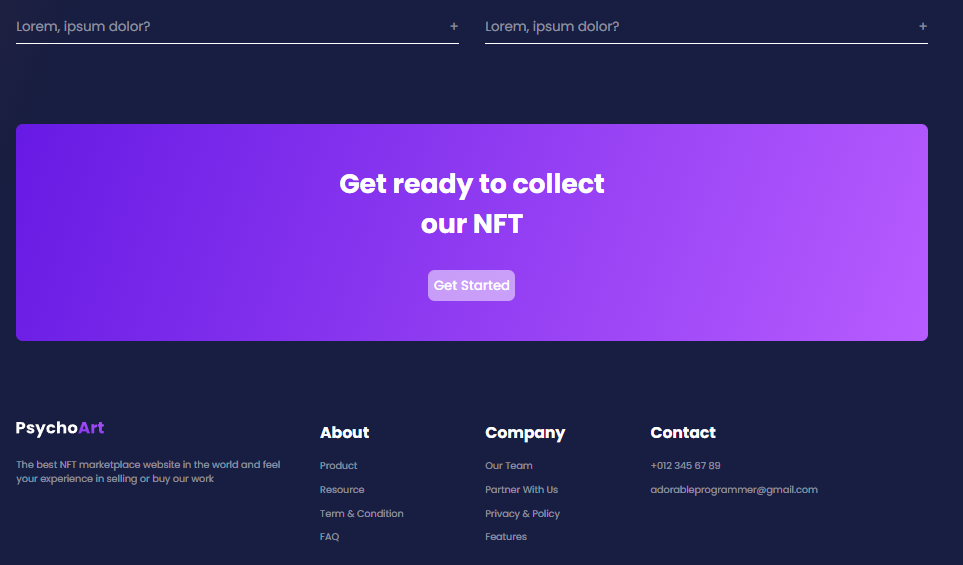 Lorem, ipsum dolor? +
Lorem, ipsum dolor? +
Get ready to collect
our NFT
Get Started
PsychoArt
The best NFT marketplace website in the world and feel
your experience in selling or buy our work
About
Product
Resource
Term & Condition
FAQ
Company
Our Team
Partner With Us
Privacy & Policy
Features
Contact
+012 345 67 89
adorableprogrammer@gmail.com